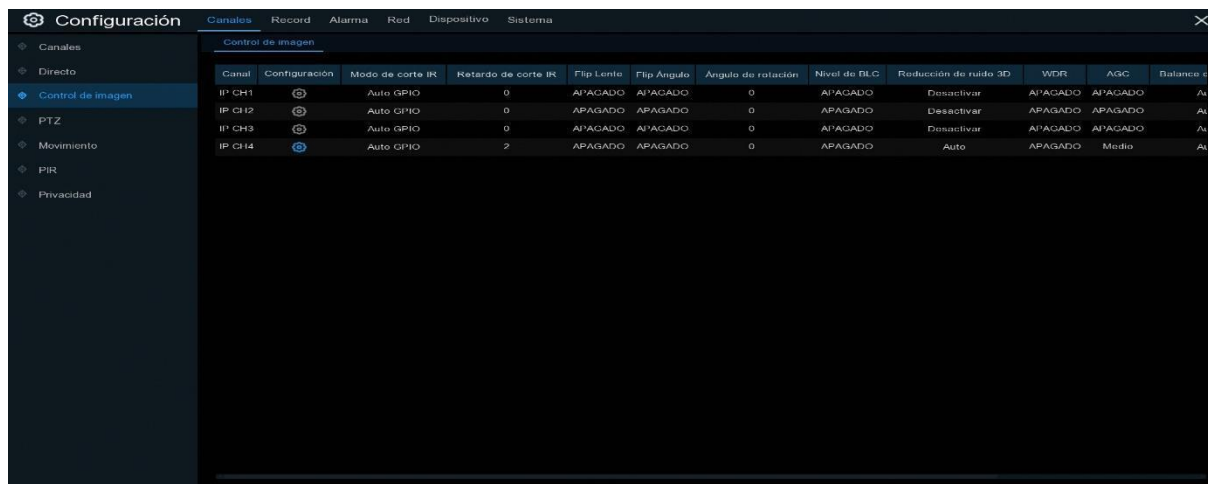 Configuración
Canales Record Alarma Red Dispositivo Sistema
Canales
Directo
Control de imagen
PTZ
Movimiento
PIR
Privacidad
Control de imagen
Canal Configuración Modo de corte IR Retardo de corte IR Flip Lente Flip Ángulo Ángulo de rotación Nivel de BLC Reducción de ruido 3D WDR AGC Balance
IP CH1 Auto GPIO 0 APAGADO APAGADO 0 APAGADO Desactivar APAGADO APAGADO
IP CH2 Auto GPIO 0 APAGADO APAGADO 0 APAGADO Desactivar APAGADO APAGADO
IP CH3 Auto GPIO 0 APAGADO APAGADO 0 APAGADO Desactivar APAGADO APAGADO
IP CH4 Auto GPIO 2 APAGADO APAGADO 0 APAGADO Auto APAGADO Medio